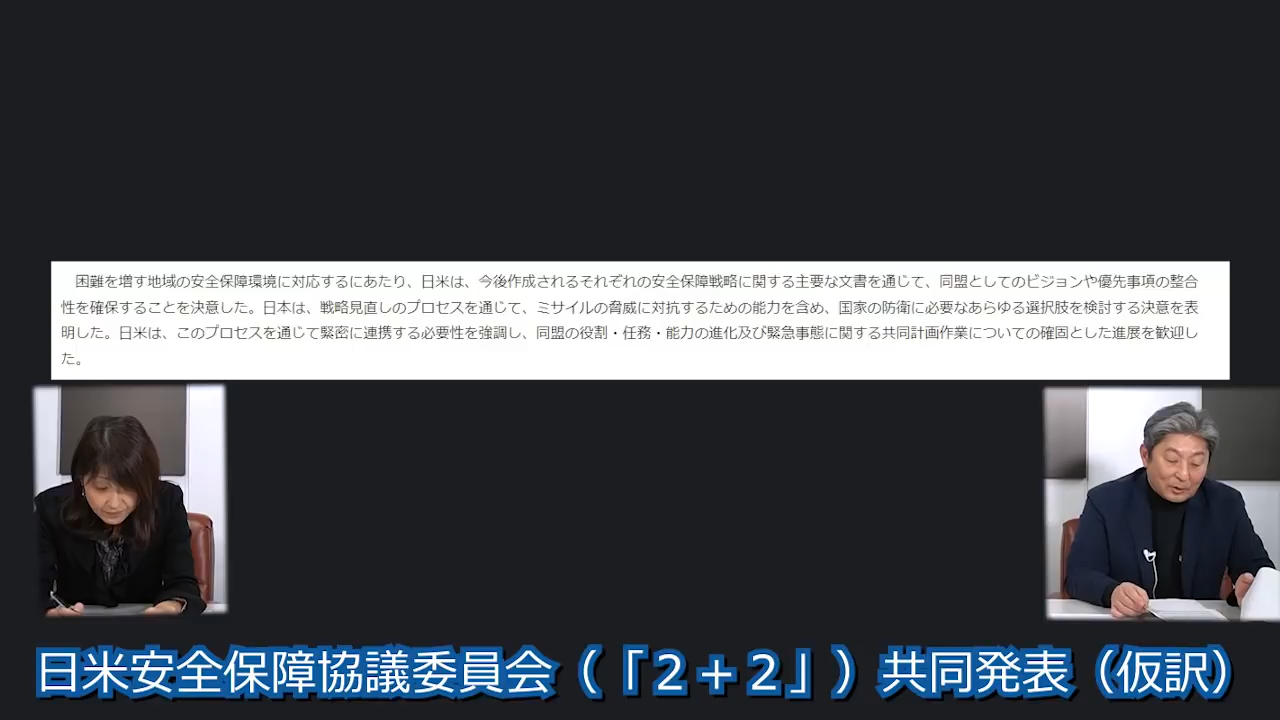 困難を増す地域の安全保障環境に対応するにあたり、日米は、今後作成されるそれぞれの安全保障戦略に関する主要な文書を通じて、同盟としてのビジョンや優先事項の整合
性を確保することを決意した。日本は、戦略見直しのプロセスを通じて、ミサイルの脅威に対抗するための能力を含め、国家の防衛に必要なあらゆる選択肢を検討する決意を表
明した。日米は、このプロセスを通じて緊密に連携する必要性を強調し、同盟の役割・任務・能力の進化及び緊急事態に関する共同計画作業についての確固とした進展を歓迎し
た。
日米安全保障協議委員会（「２＋２」）共同発表（仮訳）